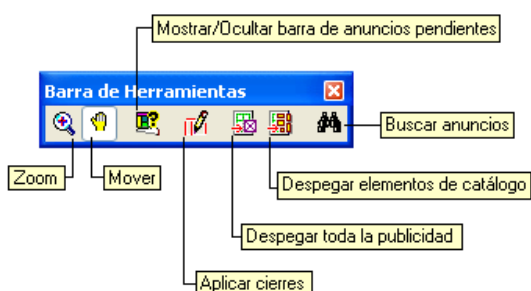 Mostrar/Ocultar barra de anuncios pendientes
Barra de Herramientas
Buscar anuncios
Zoom
Mover
Despegar elementos de catálogo
Despegar toda la publicidad
Aplicar cierres